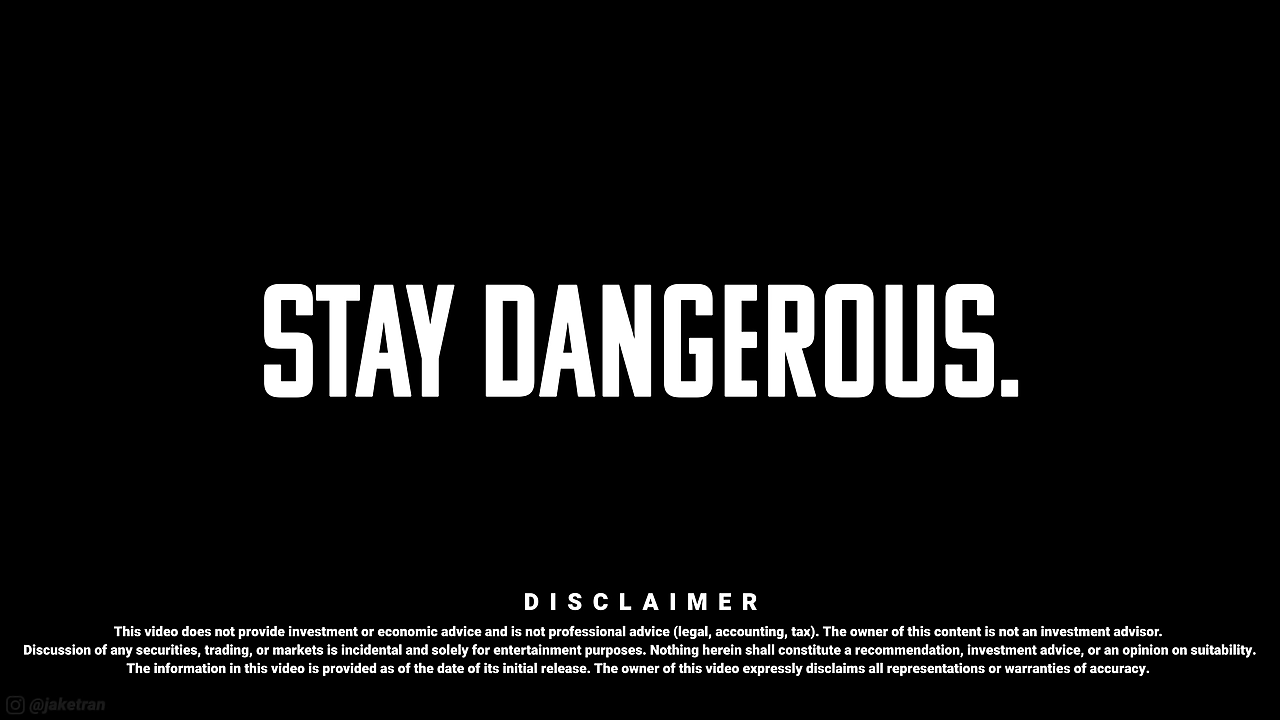 STAY DANGEROUS.
DISCLAIMER
This video does not provide investment or economic advice and is not professional advice (legal, accounting, tax). The owner of this content is not an investment advisor.
Discussion of any securities, trading, or markets is incidental and solely for entertainment purposes. Nothing herein shall constitute a recommendation, investment advice, or an opinion on suitability.
The information in this video is provided as of the date of its initial release. The owner of this video expressly disclaims all representations or warranties of accuracy.
@jaketran